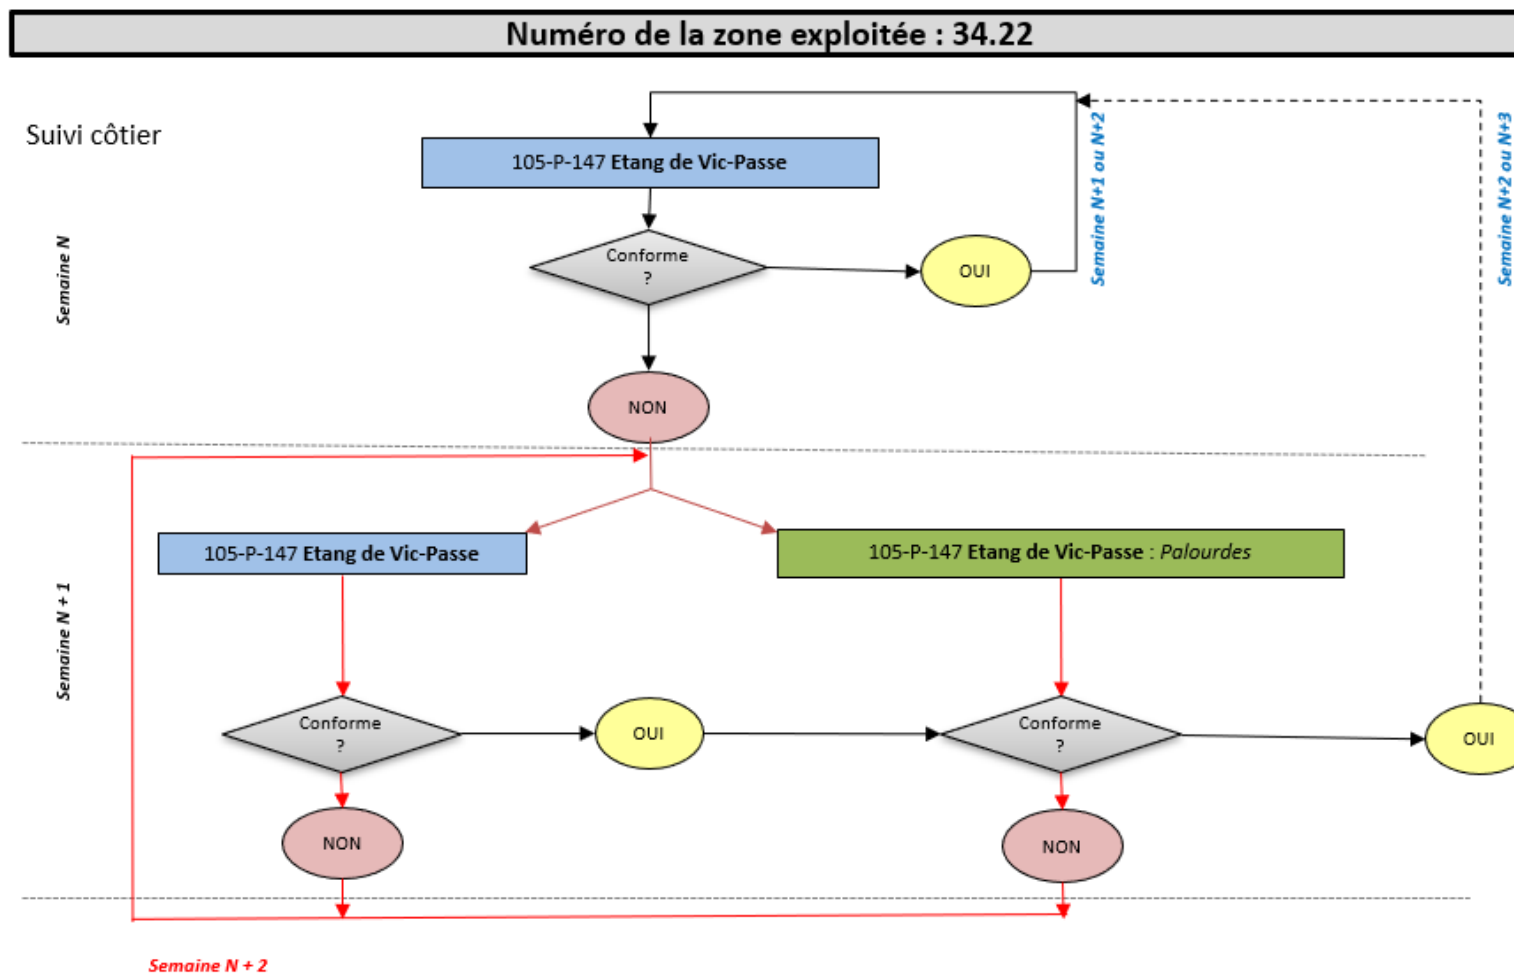 Numéro de la zone exploitée : 34.22
Suivi côtier
105-P-147 Etang de Vic-Passe
Semaine N+1 ou N+2
Semaine N+2 ou N+3
Semaine N
Conforme
?
OUI
NON
105-P-147 Etang de Vic-Passe
105-P-147 Etang de Vic-Passe : Palourdes
Semaine N + 1
Conforme
?
OUI
Conforme
?
OUI
NON
NON
Semaine N + 2